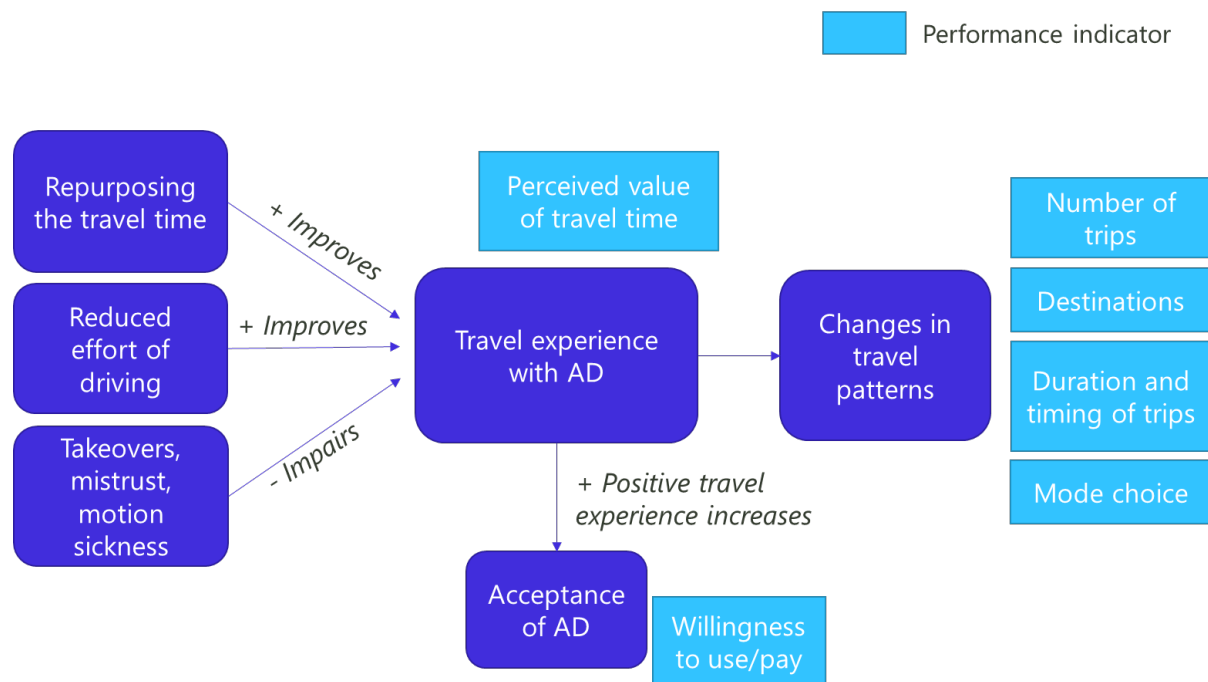 Performance indicator
Repurposing
the travel time
+ Improves
Perceived value
of travel time
Number of
trips
Reduced
effort of
driving
+ Improves
Travel experience
with AD
Changes in
travel
patterns
Destinations
Duration and
timing of trips
Takeovers,
mistrust,
motion
sickness
- Impairs
+ Positive travel
experience increases
Mode choice
Acceptance
of AD
Willingness
to use/pay